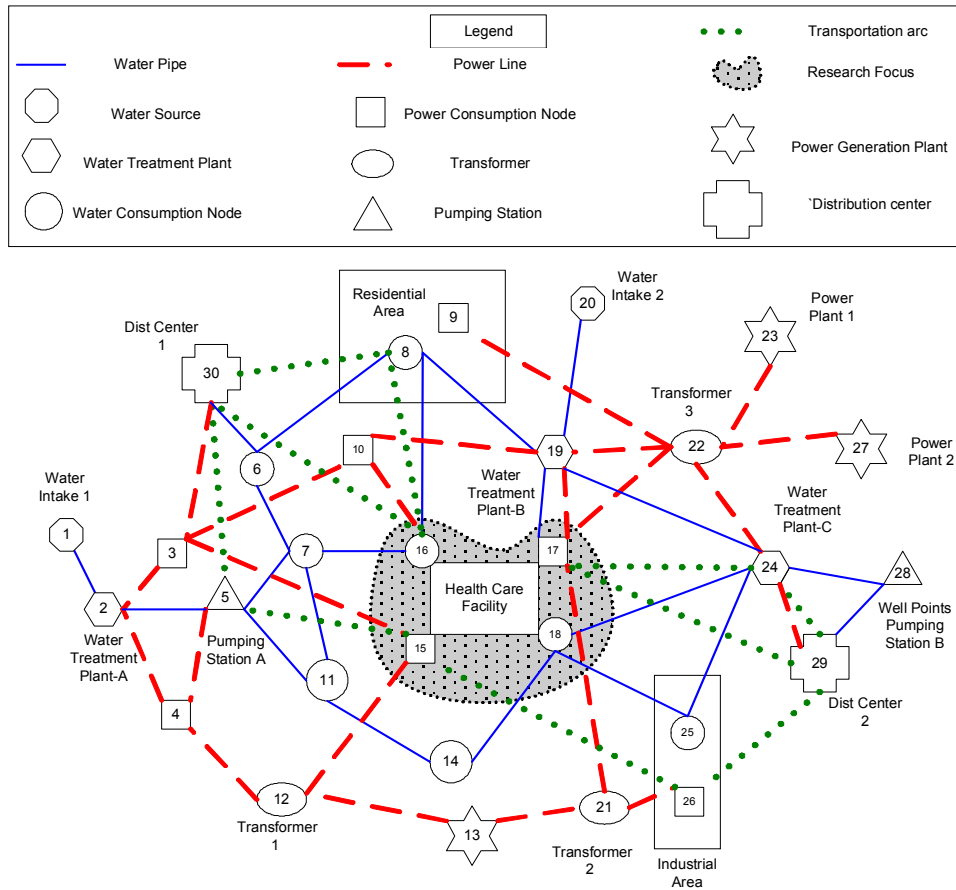 Legend
Water Pipe
Power Line
Transportation arc
Research Focus
Water Source
Power Consumption Node
Water Treatment Plant
Transformer
Power Generation Plant
Water Consumption Node
Pumping Station
`Distribution center
Residential
Area
9
8
Water
Intake 2
20
Power
Plant 1
23
Dist Center
1
30
Transformer
3
22
27
Power
Plant 2
10
19
Water
Treatment
Plant-B
6
Water
Intake 1
1
3
7
16
17
Water
Treatment
Plant-C
24
28
Well Points
Pumping
Station B
Health Care
Facility
2
Water
Treatment
Plant-A
5
Pumping
Station A
18
15
29
Dist Center
2
11
4
14
25
12
Transformer
1
13
21
Transformer
2
26
Industrial
Area